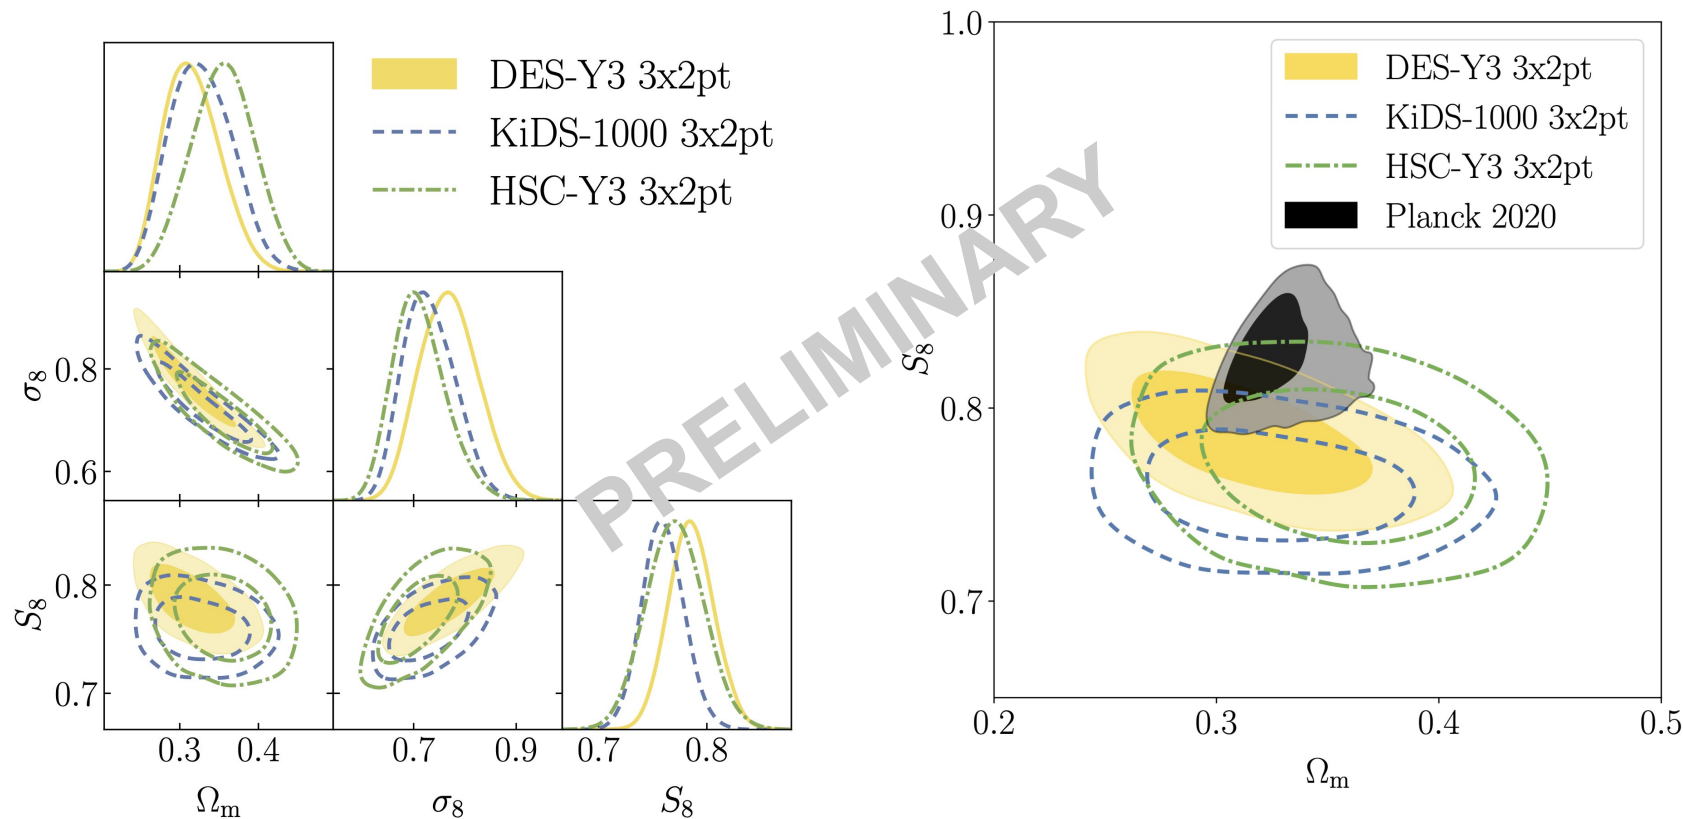 DES-Y3 3x2pt
KiDS-1000 3x2pt
HSC-Y3 3x2pt
σ8
0.8
0.6
S8
0.8
0.7
0.3 0.4
0.7 0.9
0.7 0.8
Ωm
σ8
S8
PRELIMINARY
1.0
0.9
0.8
0.7
S8
DES-Y3 3x2pt
KiDS-1000 3x2pt
HSC-Y3 3x2pt
Planck 2020
0.2 0.3 0.4 0.5
Ωm